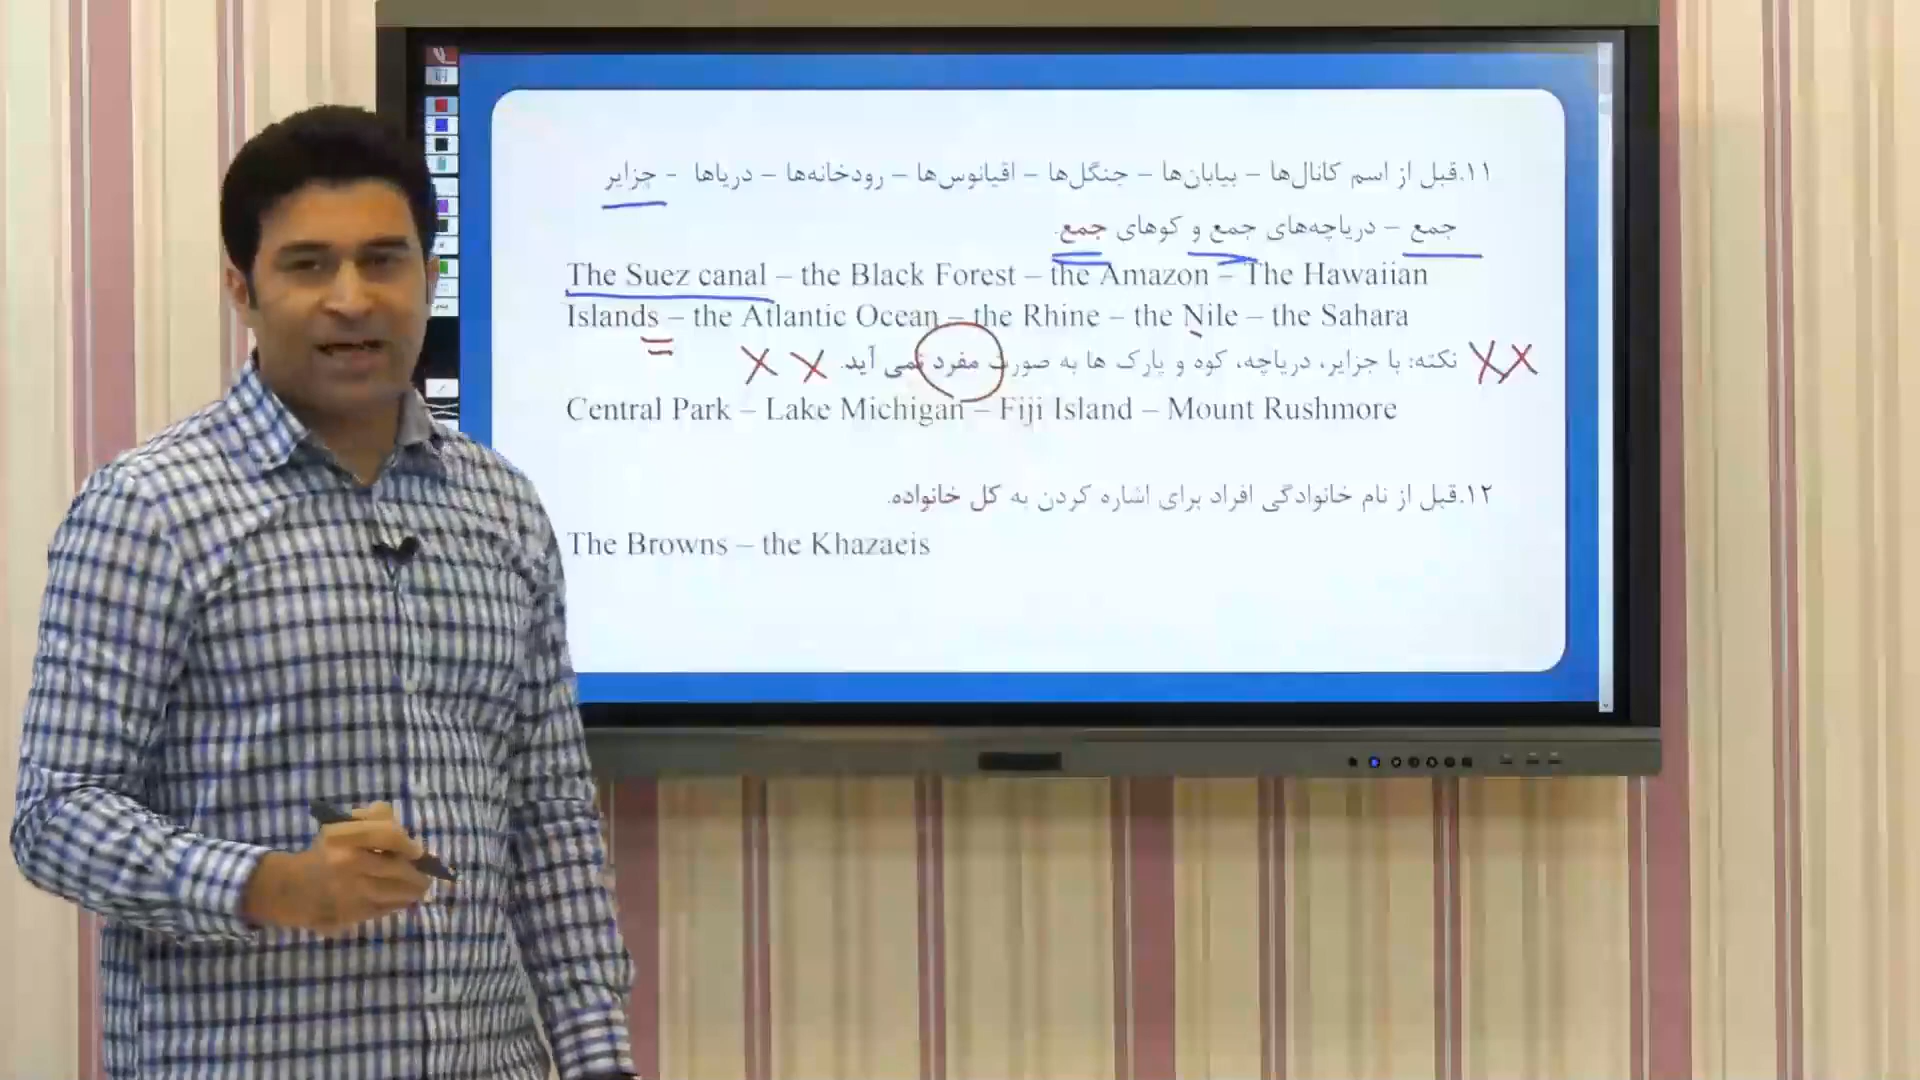 ۱۱.قبل از اسم کانال‌ها – بیابان‌ها – جنگل‌ها – اقیانوس‌ها – رودخانه‌ها – دریاها - جزایر
جمع – دریاچه‌های جمع و کوهای جمع.
The Suez canal – the Black Forest – the Amazon – The Hawaiian
Islands – the Atlantic Ocean – the Rhine – the Nile – the Sahara
نکته: با جزایر، دریاچه، کوه و پارک ها به صورت مفرد نمی آید.
Central Park – Lake Michigan – Fiji Island – Mount Rushmore
۱۲.قبل از نام خانوادگی افراد برای اشاره کردن به کل خانواده.
The Browns – the Khazaeis